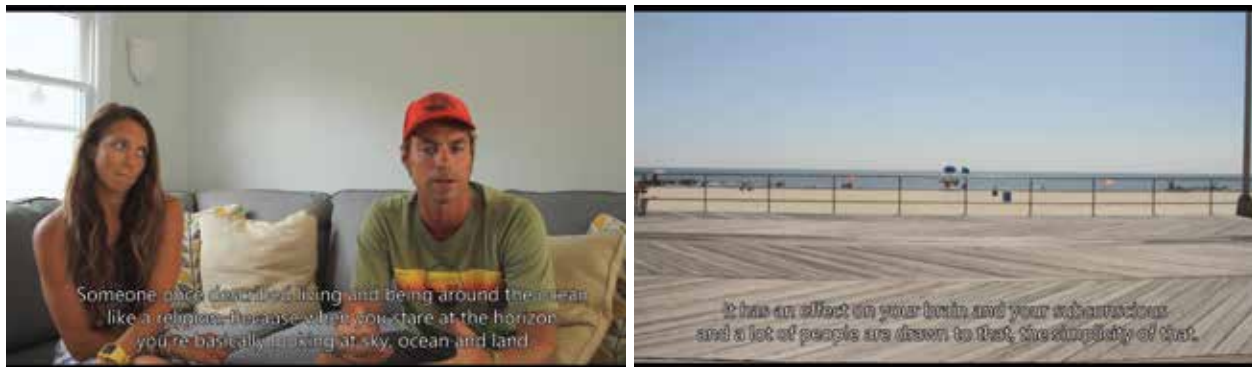 Someone once described living and being around the ocean
like a religion, because when you stare at the horizon
you're basically looking at sky, ocean and land
It has an effect on your brain and your subconscious
and a lot of people are drawn to that, the simplicity of that.